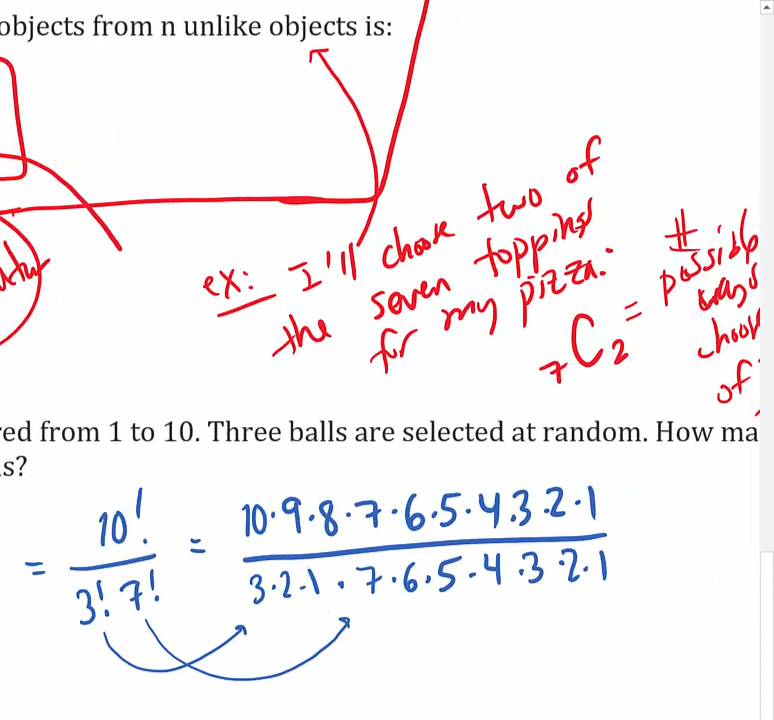 objects from n unlike objects is:
ex: I'll choose two of
the seven toppings
for my pizza.
₇C₂ = # possible
ways
of
ed from 1 to 10. Three balls are selected at random. How ma
s?
= 10! / 3! 7! = 10·9·8·7·6·5·4·3·2·1 / 3·2·1·7·6·5·4·3·2·1